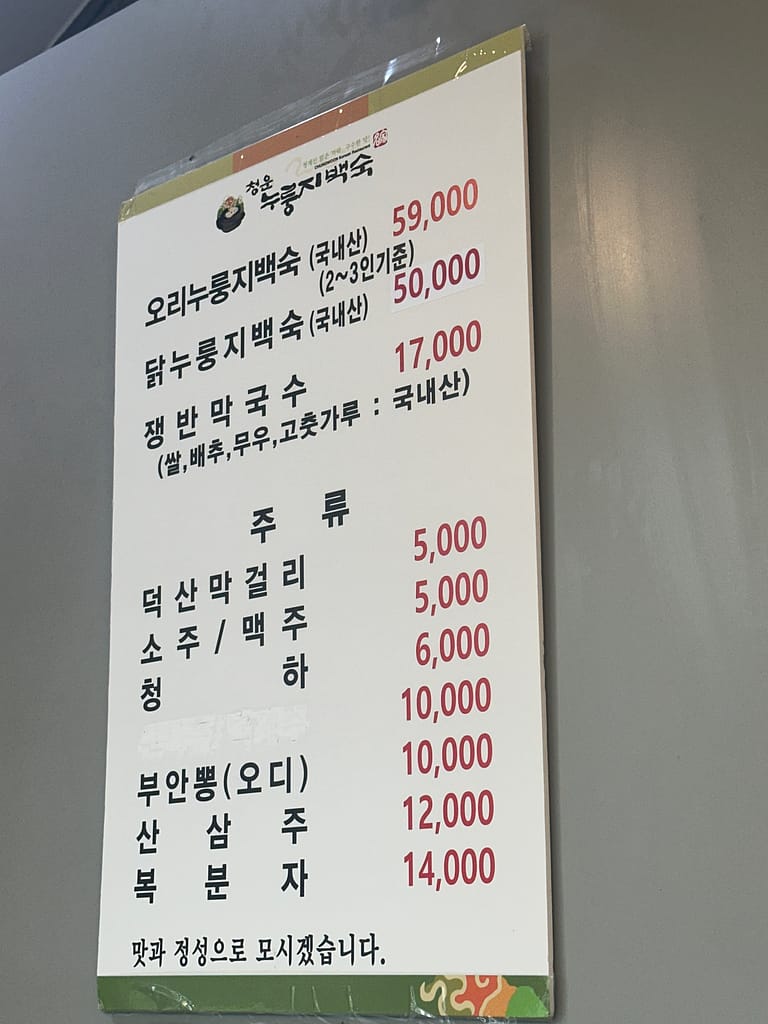 청운
누룽지백숙
오리누룽지백숙 (국내산) 59,000
(2~3인기준)
닭누룽지백숙 (국내산) 50,000
쟁반막국수 17,000
(쌀,배추,무우,고춧가루 : 국내산)
주 류
덕산막걸리 5,000
소주/맥주 5,000
청 하 6,000
10,000
부안뽕(오디) 10,000
산 삼 주 12,000
복 분 자 14,000
맛과 정성으로 모시겠습니다.